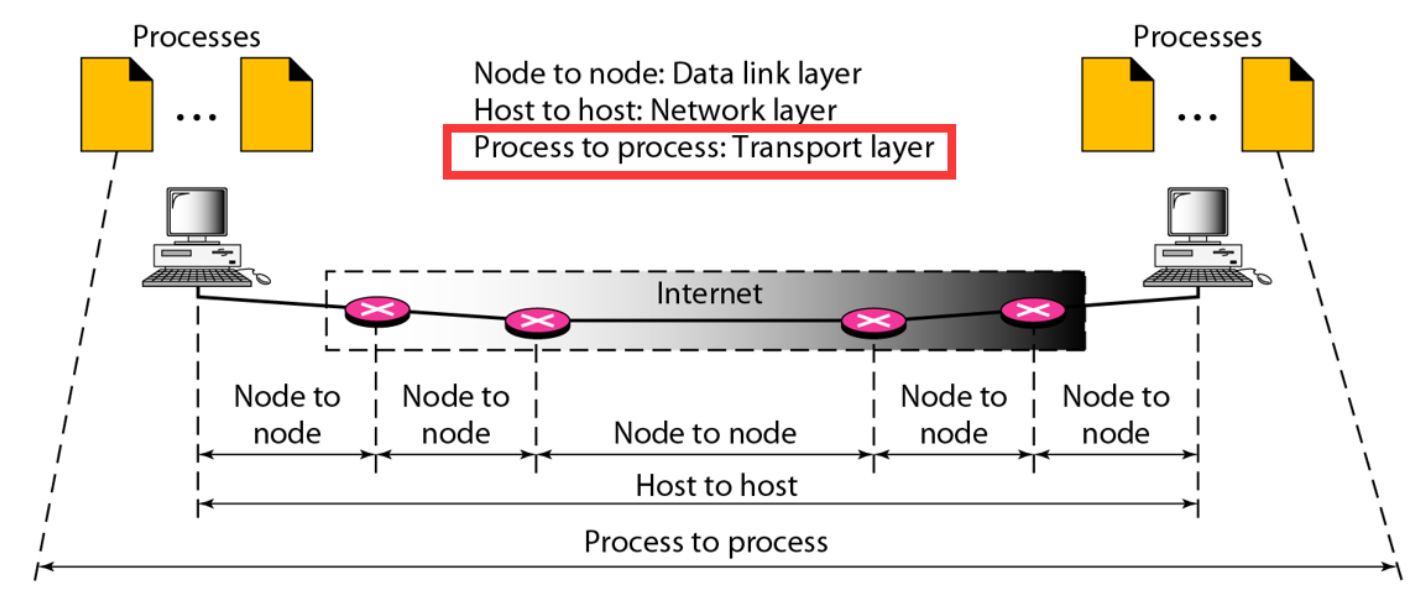 Processes
Processes
Node to node: Data link layer
Host to host: Network layer
Process to process: Transport layer
...
...
Internet
Node to
node
Node to
node
Node to node
Node to
node
Node to
node
Host to host
Process to process